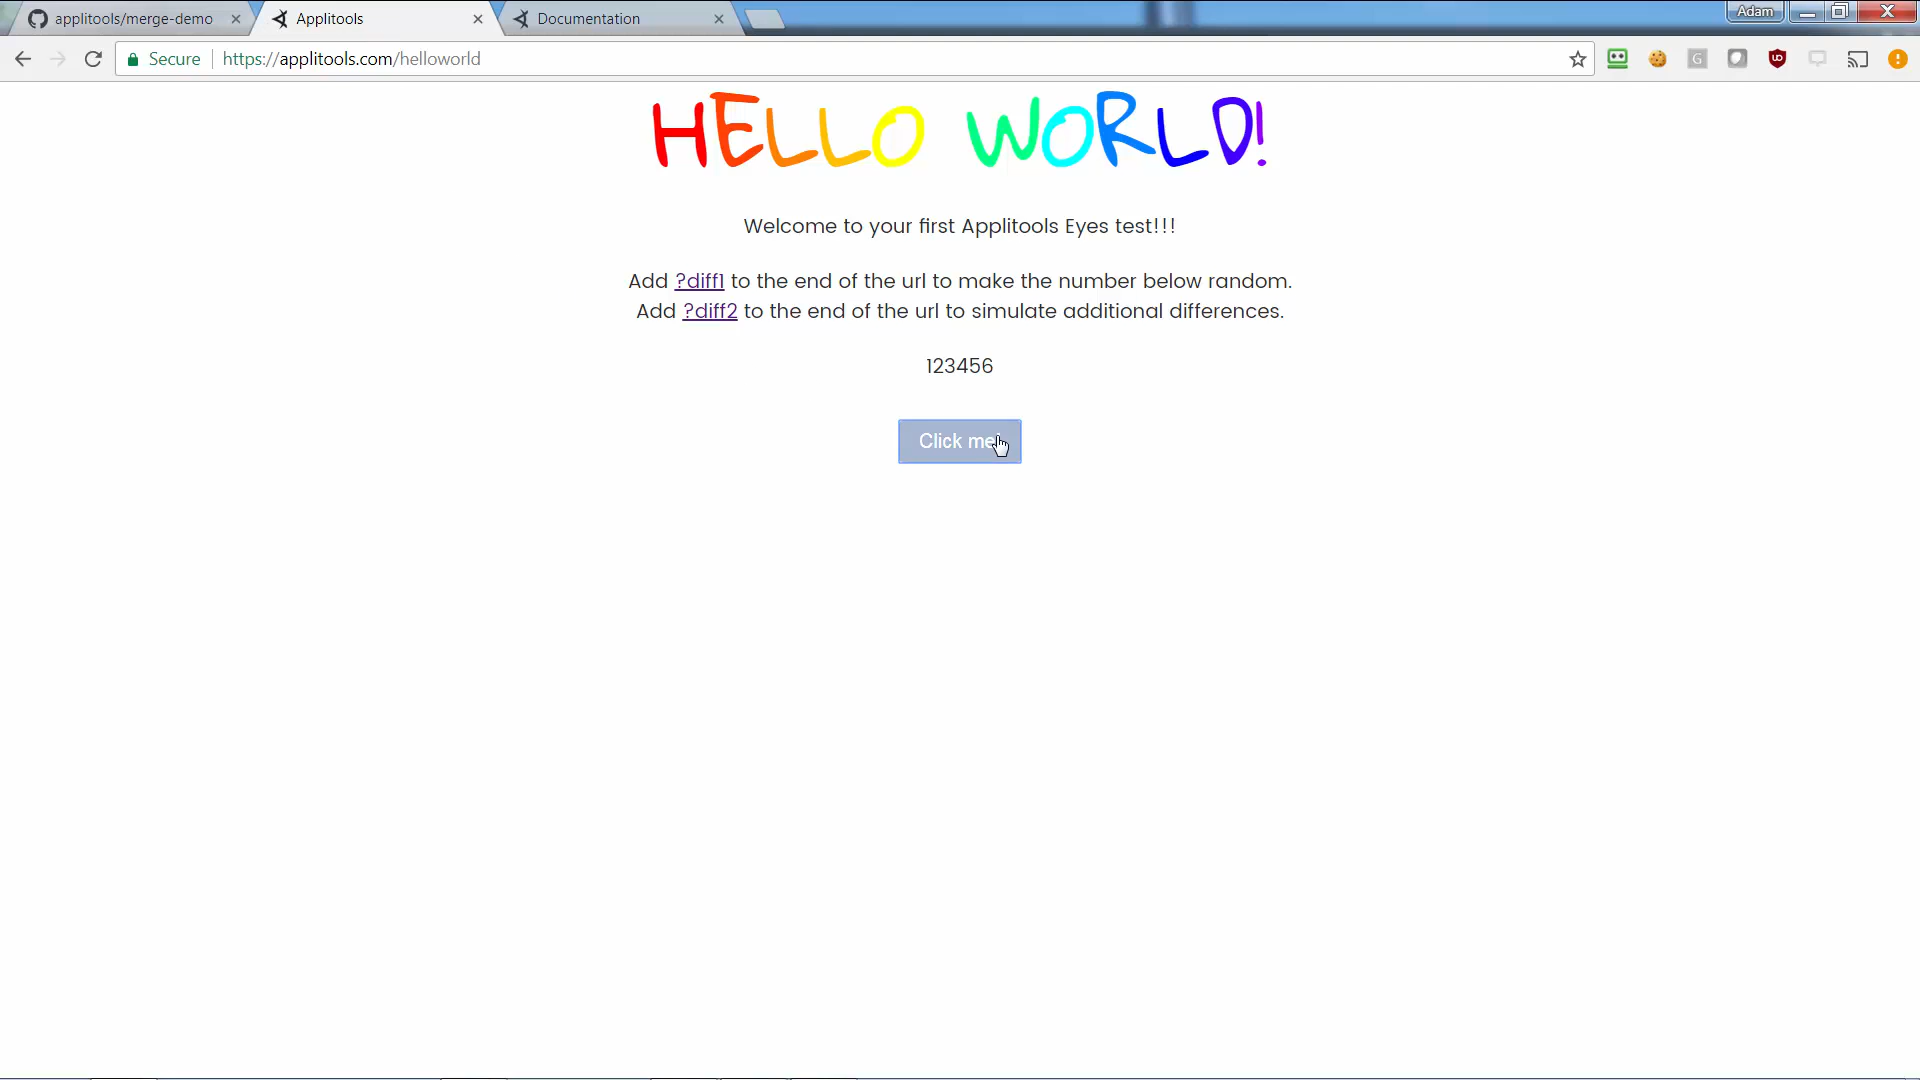 applitools/merge-demo
Applitools
Documentation
Adam
Secure
https://applitools.com/helloworld
HELLO WORLD!
Welcome to your first Applitools Eyes test!!!
Add ?diff1 to the end of the url to make the number below random.
Add ?diff2 to the end of the url to simulate additional differences.
123456
Click me!